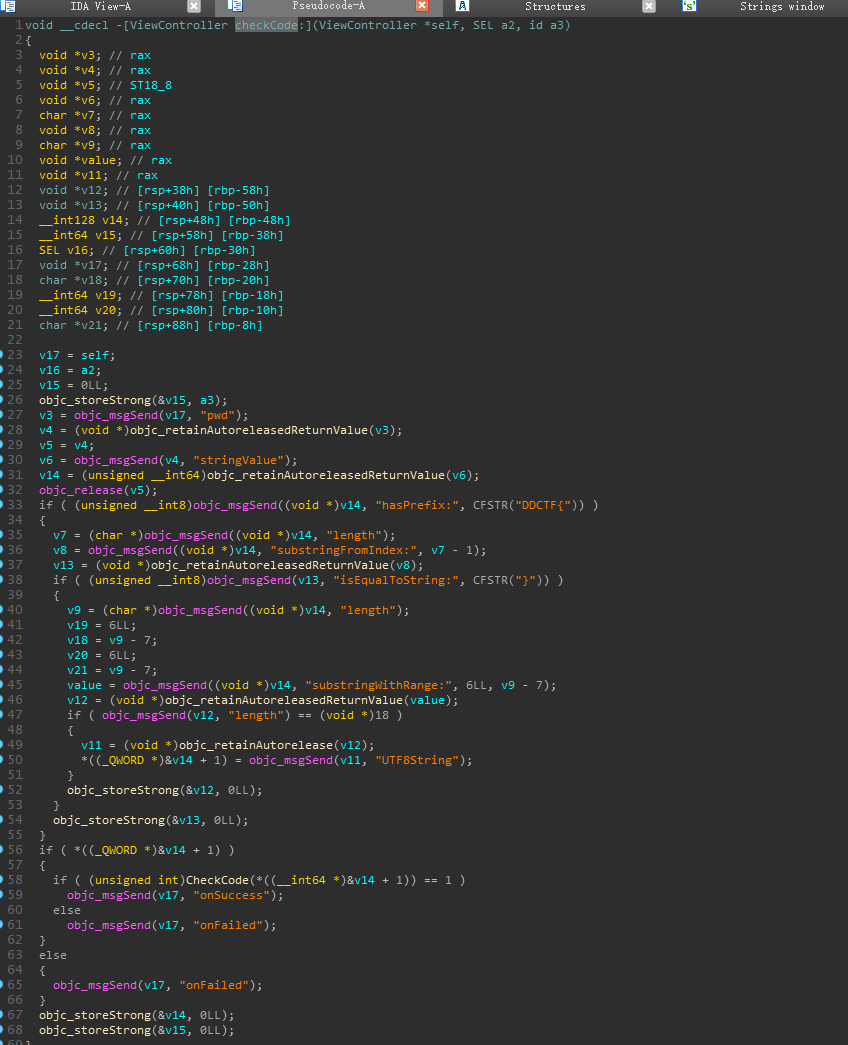 IDA View-A Pseudocode-A Structures Strings window
1 void __cdecl -[ViewController checkCode:](ViewController *self, SEL a2, id a3)
2 {
3 void *v3; // rax
4 void *v4; // rax
5 void *v5; // ST18_8
6 void *v6; // rax
7 char *v7; // rax
8 void *v8; // rax
9 char *v9; // rax
10 void *value; // rax
11 void *v11; // rax
12 void *v12; // [rsp+38h] [rbp-58h]
13 void *v13; // [rsp+40h] [rbp-50h]
14 __int128 v14; // [rsp+48h] [rbp-48h]
15 __int64 v15; // [rsp+58h] [rbp-38h]
16 SEL v16; // [rsp+60h] [rbp-30h]
17 void *v17; // [rsp+68h] [rbp-28h]
18 char *v18; // [rsp+70h] [rbp-20h]
19 __int64 v19; // [rsp+78h] [rbp-18h]
20 __int64 v20; // [rsp+80h] [rbp-10h]
21 char *v21; // [rsp+88h] [rbp-8h]
22
23 v17 = self;
24 v16 = a2;
25 v15 = 0LL;
26 objc_storeStrong(&v15, a3);
27 v3 = objc_msgSend(v17, "pwd");
28 v4 = (void *)objc_retainAutoreleasedReturnValue(v3);
29 v5 = v4;
30 v6 = objc_msgSend(v4, "stringValue");
31 v14 = (unsigned __int64)objc_retainAutoreleasedReturnValue(v6);
32 objc_release(v5);
33 if ( (unsigned __int8)objc_msgSend((void *)v14, "hasPrefix:", CFSTR("DDCTF{")) )
34 {
35 v7 = (char *)objc_msgSend((void *)v14, "length");
36 v8 = objc_msgSend((void *)v14, "substringFromIndex:", v7 - 1);
37 v13 = (void *)objc_retainAutoreleasedReturnValue(v8);
38 if ( (unsigned __int8)objc_msgSend(v13, "isEqualToString:", CFSTR("}")) )
39 {
40 v9 = (char *)objc_msgSend((void *)v14, "length");
41 v19 = 6LL;
42 v18 = v9 - 7;
43 v20 = 6LL;
44 v21 = v9 - 7;
45 value = objc_msgSend((void *)v14, "substringWithRange:", 6LL, v9 - 7);
46 v12 = (void *)objc_retainAutoreleasedReturnValue(value);
47 if ( objc_msgSend(v12, "length") == (void *)18 )
48 {
49 v11 = (void *)objc_retainAutorelease(v12);
50 *((_QWORD *)&v14 + 1) = objc_msgSend(v11, "UTF8String");
51 }
52 objc_storeStrong(&v12, 0LL);
53 }
54 objc_storeStrong(&v13, 0LL);
55 }
56 if ( *((_QWORD *)&v14 + 1) )
57 {
58 if ( (unsigned int)CheckCode(*((__int64 *)&v14 + 1)) == 1 )
59 objc_msgSend(v17, "onSuccess");
60 else
61 objc_msgSend(v17, "onFailed");
62 }
63 else
64 {
65 objc_msgSend(v17, "onFailed");
66 }
67 objc_storeStrong(&v14, 0LL);
68 objc_storeStrong(&v15, 0LL);
69 }